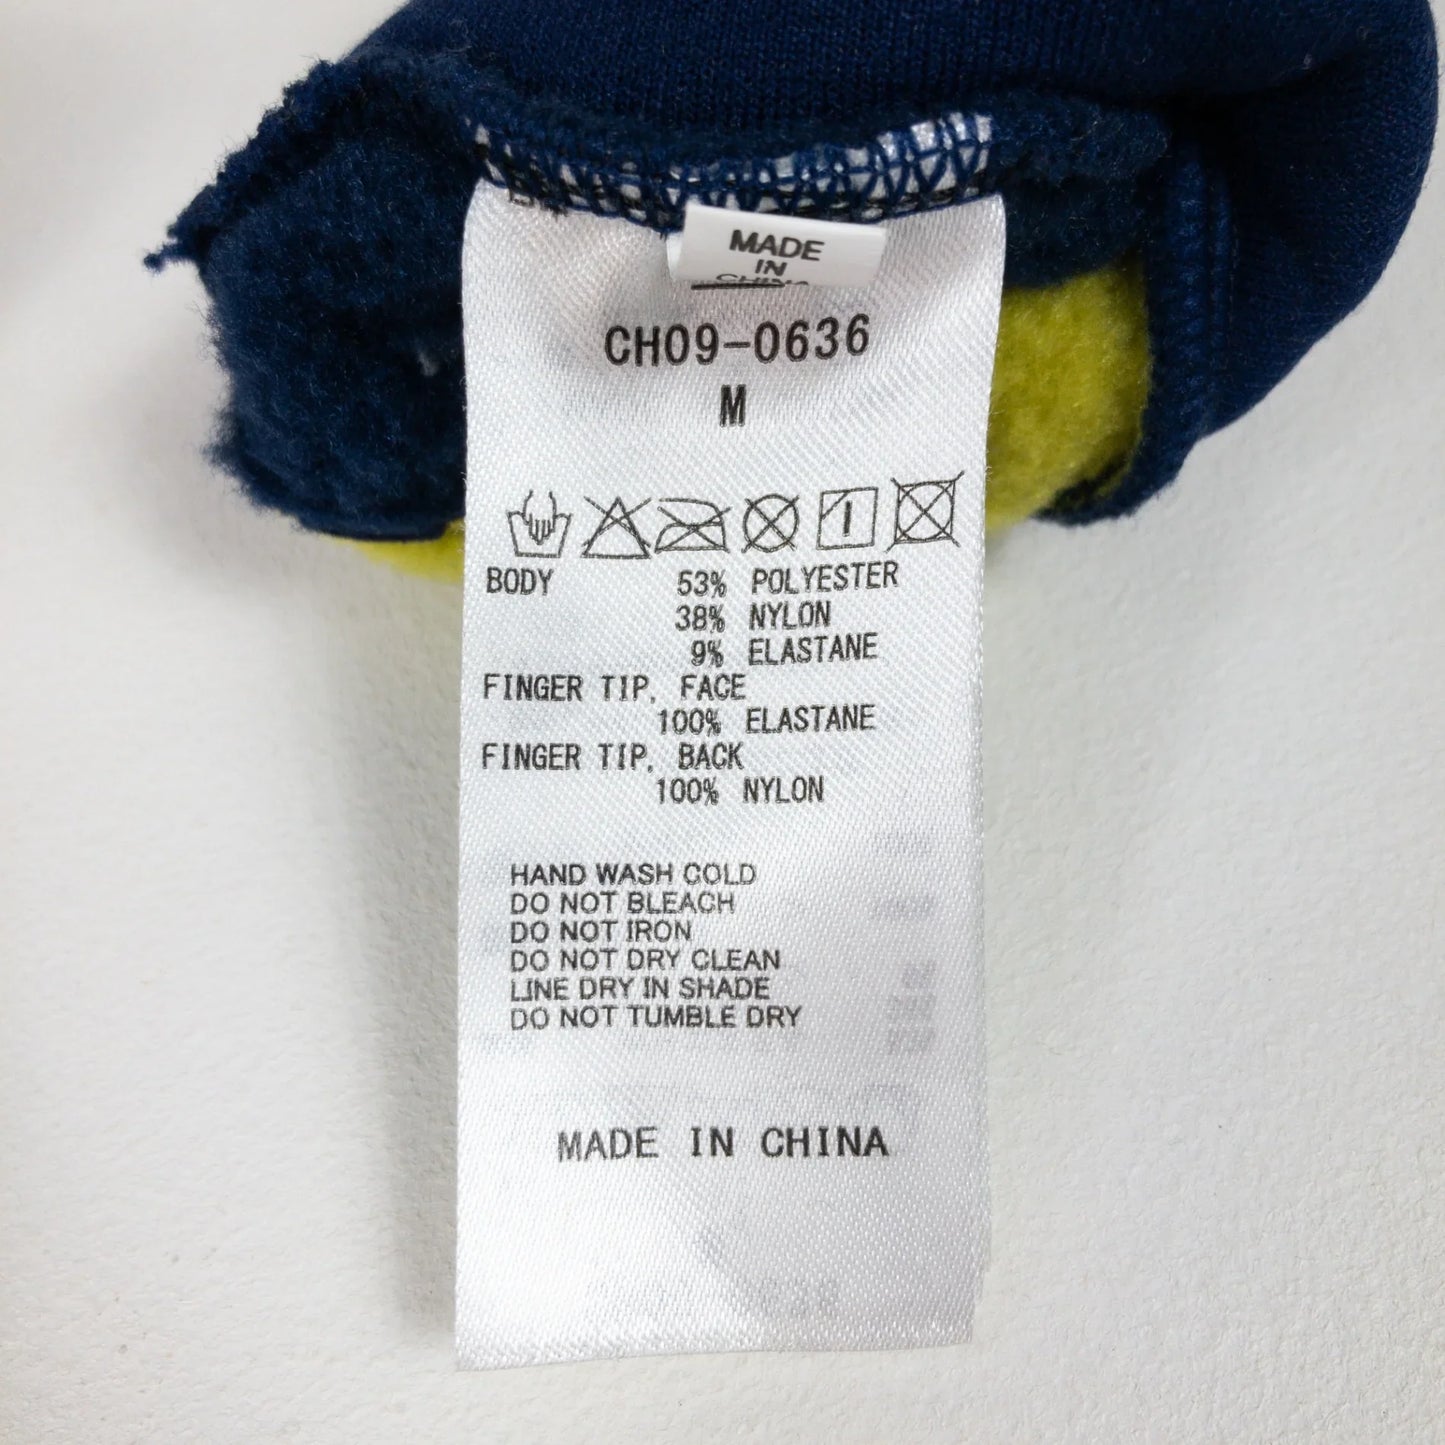 MADE
IN
CHINA
CH09-0636
M
BODY 53% POLYESTER
38% NYLON
9% ELASTANE
FINGER TIP, FACE
100% ELASTANE
FINGER TIP, BACK
100% NYLON
HAND WASH COLD
DO NOT BLEACH
DO NOT IRON
DO NOT DRY CLEAN
LINE DRY IN SHADE
DO NOT TUMBLE DRY
MADE IN CHINA